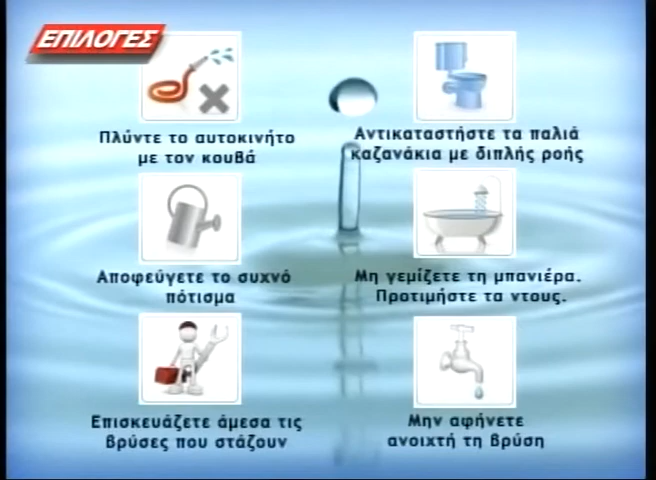 ΕΠΙΛΟΓΕΣ
Πλύντε το αυτοκινήτο
με τον κουβά
Αντικαταστήστε τα παλιά
καζανάκια με διπλής ροής
Αποφεύγετε το συχνό
πότισμα
Μη γεμίζετε τη μπανιέρα.
Προτιμήστε τα ντους.
Επισκευάζετε άμεσα τις
βρύσες που στάζουν
Μην αφήνετε
ανοιχτή τη βρύση